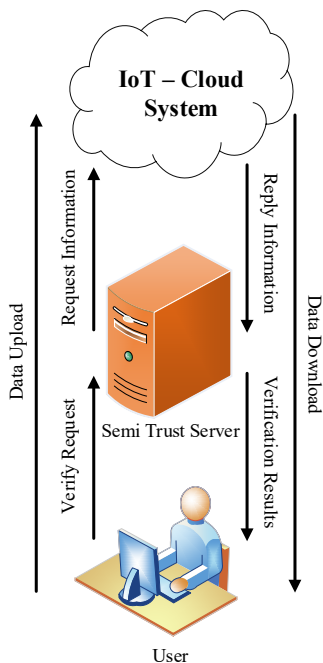 IoT – Cloud
System
Request Information
Reply Information
Data Upload
Data Download
Semi Trust Server
Verify Request
Verification Results
User